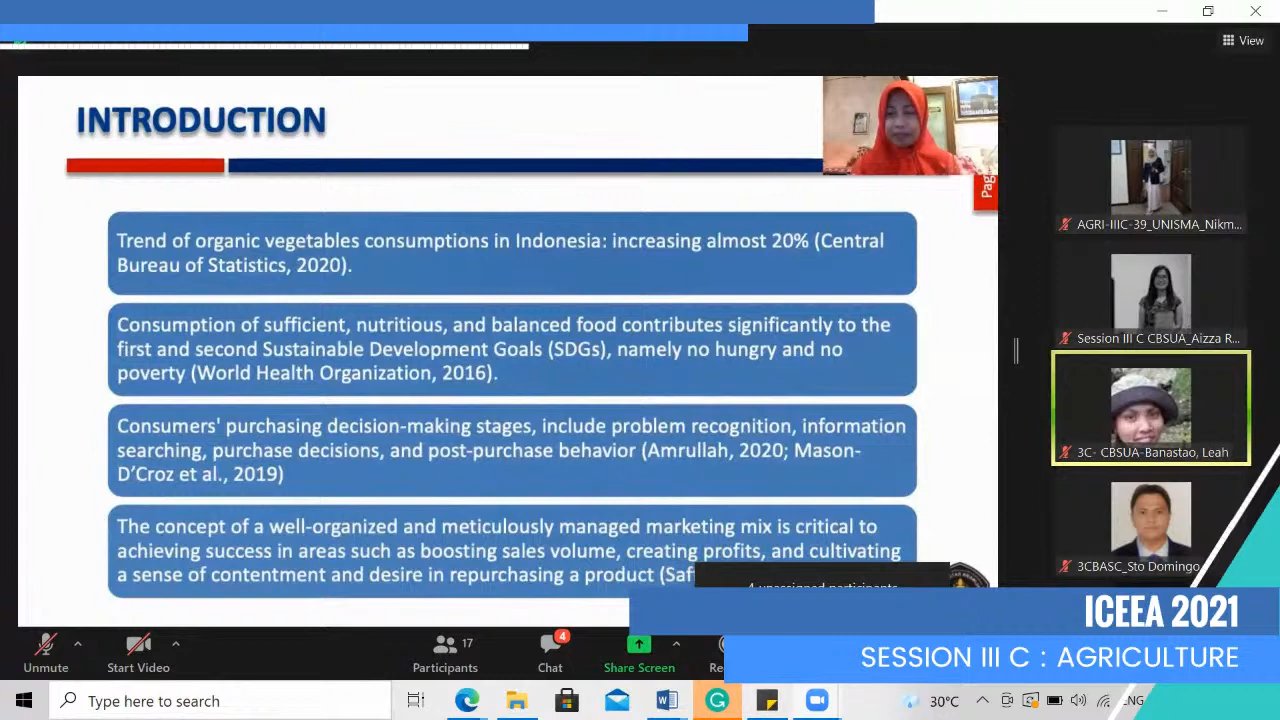 View
INTRODUCTION
Pag
Trend of organic vegetables consumptions in Indonesia: increasing almost 20% (Central
Bureau of Statistics, 2020).
Consumption of sufficient, nutritious, and balanced food contributes significantly to the
first and second Sustainable Development Goals (SDGs), namely no hungry and no
poverty (World Health Organization, 2016).
Consumers' purchasing decision-making stages, include problem recognition, information
searching, purchase decisions, and post-purchase behavior (Amrullah, 2020; Mason-
D'Croz et al., 2019)
The concept of a well-organized and meticulously managed marketing mix is critical to
achieving success in areas such as boosting sales volume, creating profits, and cultivating
a sense of contentment and desire in repurchasing a product (Saf
4 unassigned participants
AGRI-IIIC-39_UNISMA_Nikm...
Session III C CBSUA_Aizza R...
3C- CBSUA-Banastao, Leah
3CBASC_Sto Domingo
ICEEA 2021
SESSION III C : AGRICULTURE
Unmute
Start Video
17
Participants
4
Chat
Share Screen
Re
Type here to search
30°C
ENG